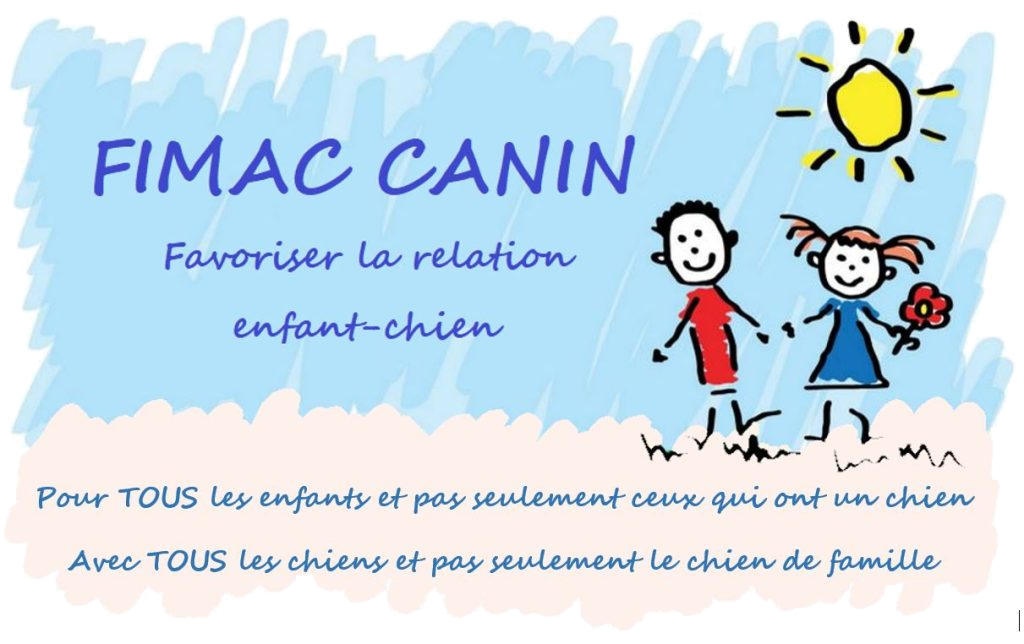 FIMAC CANIN
Favoriser la relation
enfant-chien
Pour TOUS les enfants et pas seulement ceux qui ont un chien
Avec TOUS les chiens et pas seulement le chien de famille